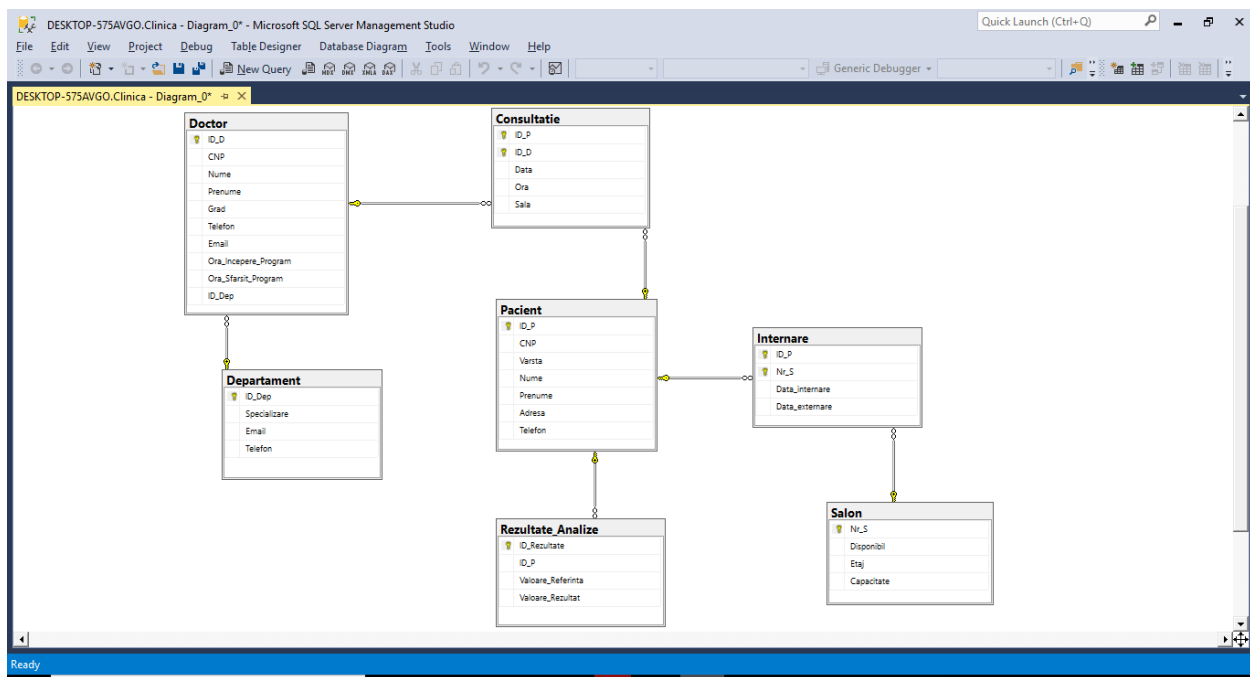 DESKTOP-575AVGO.Clinica - Diagram_0* - Microsoft SQL Server Management Studio
Quick Launch (Ctrl+Q)
File Edit View Project Debug Table Designer Database Diagram Tools Window Help
New Query
MDX DMX XMLA DAX
Generic Debugger
DESKTOP-575AVGO.Clinica - Diagram_0*
Doctor
ID_D
CNP
Nume
Prenume
Grad
Telefon
Email
Ora_Incepere_Program
Ora_Sfarsit_Program
ID_Dep
Consultatie
ID_P
ID_D
Data
Ora
Sala
Pacient
ID_P
CNP
Varsta
Nume
Prenume
Adresa
Telefon
Internare
ID_P
Nr_S
Data_internare
Data_externare
Departament
ID_Dep
Specializare
Email
Telefon
Rezultate_Analize
ID_Rezultate
ID_P
Valoare_Referinta
Valoare_Rezultat
Salon
Nr_S
Disponibil
Etaj
Capacitate
Ready